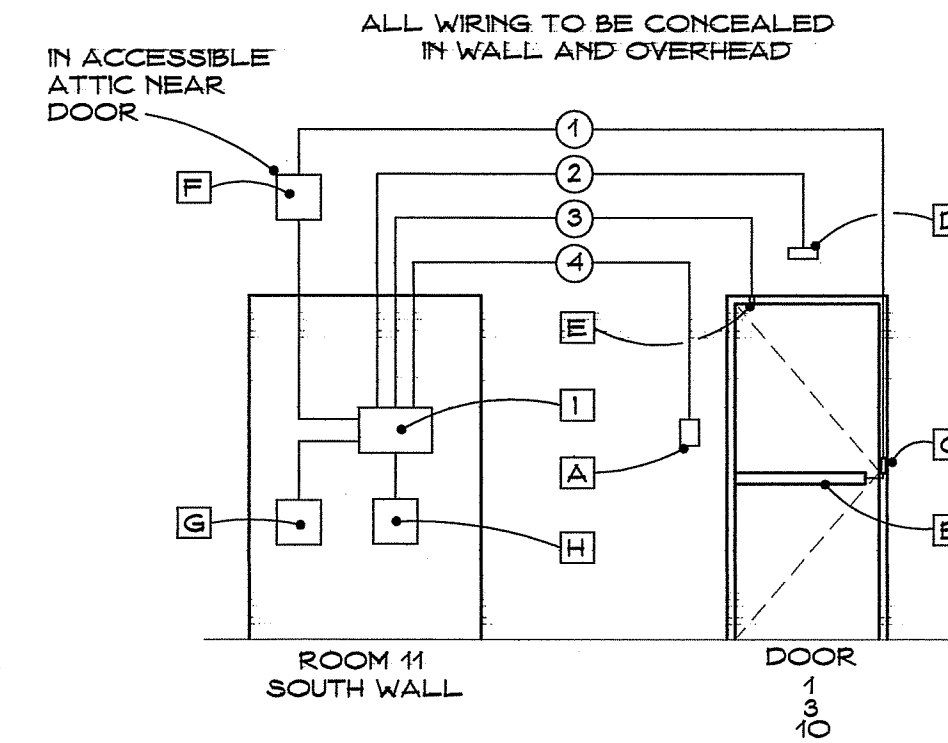 ALL WIRING TO BE CONCEALED
IN WALL AND OVERHEAD
IN ACCESSIBLE
ATTIC NEAR
DOOR
1
F
2
3
4
E
I
A
G
H
ROOM 11
SOUTH WALL
DOOR
1
3
10